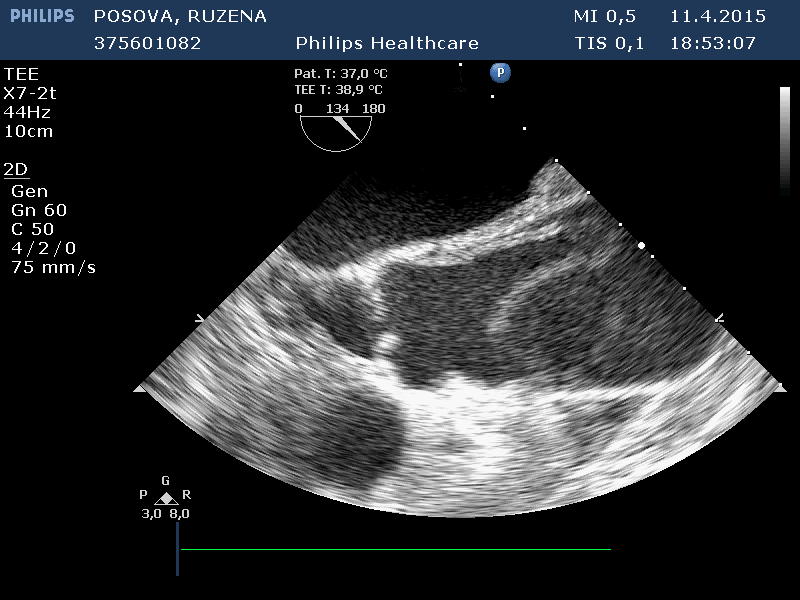 PHILIPS POSOVA, RUZENA MI 0,5 11.4.2015
375601082 Philips Healthcare TIS 0,1 18:53:07
TEE
X7-2t
44Hz
10cm
2D
Gen
Gn 60
C 50
4/2/0
75 mm/s
Pat. T: 37,0 °C
TEE T: 38,9 °C
0 134 180
P
G
P R
3,0 8,0